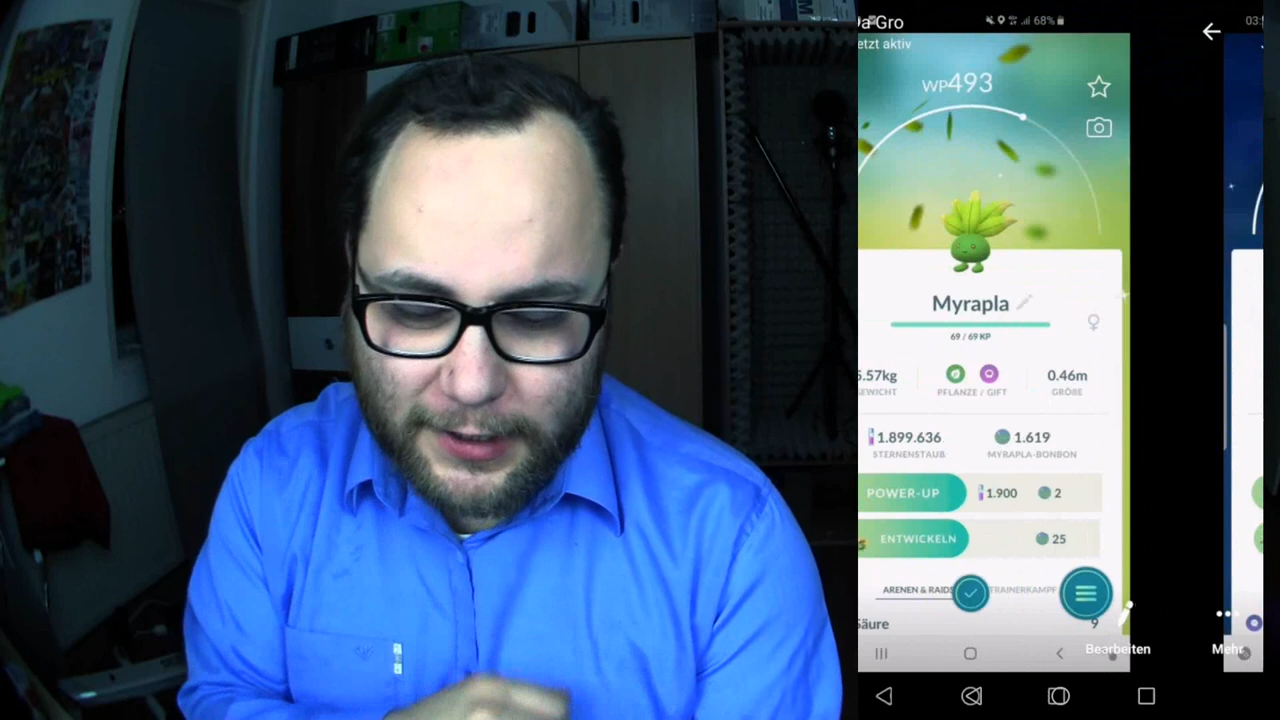 Da Gro
68%
etzt aktiv
WP493
Myrapla
69 / 69 KP
5.57kg
0.46m
GEWICHT
PFLANZE / GIFT
GRÖßE
1.899.636
1.619
STERNENSTAUB
MYRAPLA-BONBON
POWER-UP
1.900
2
ENTWICKELN
25
ARENEN & RAIDS
TRAINERKAMPF
Säure
9
Bearbeiten
Mehr